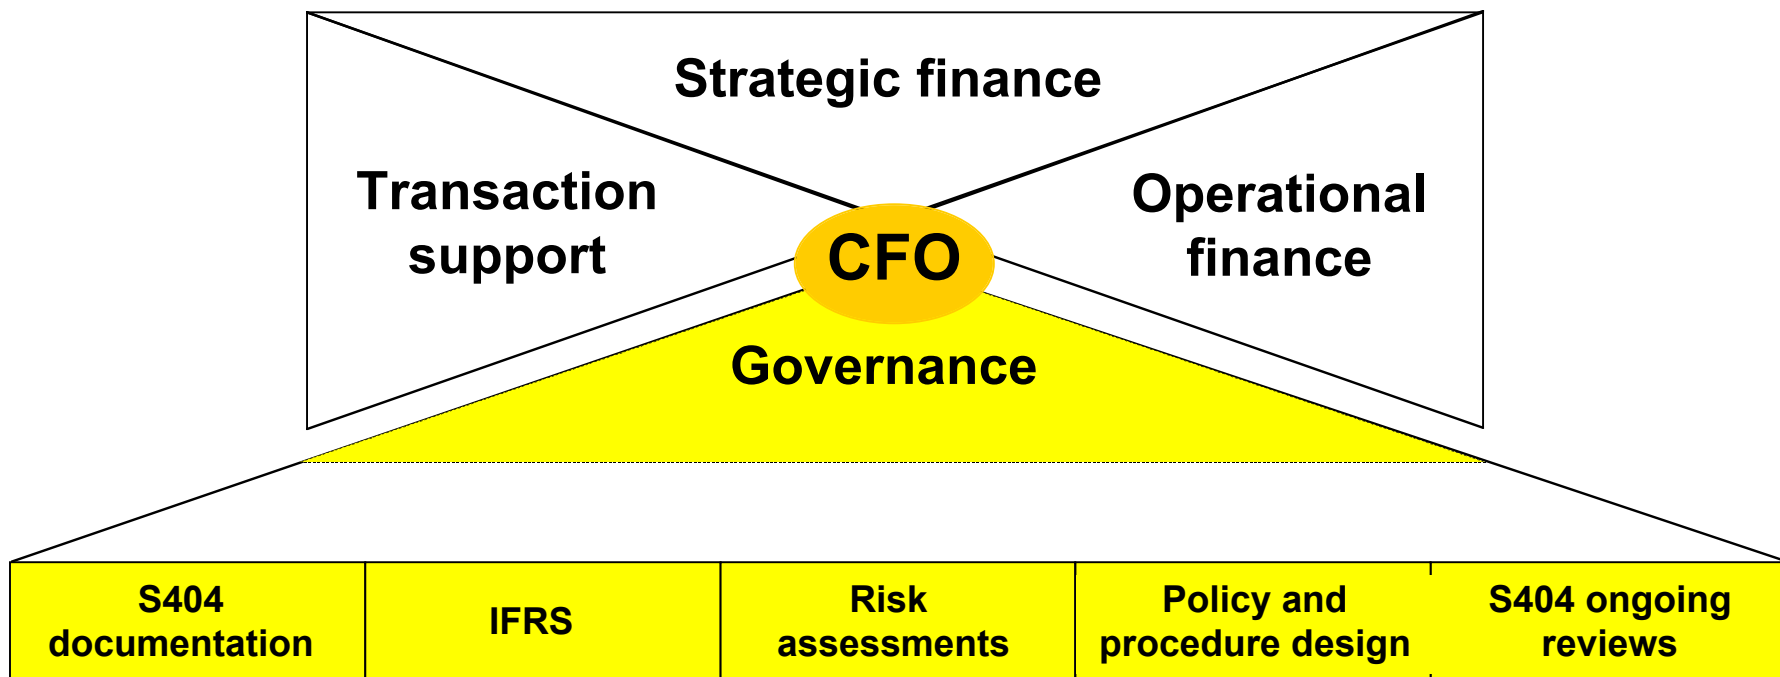 Strategic finance
Transaction
support
CFO
Operational
finance
Governance
S404
documentation
IFRS
Risk
assessments
Policy and
procedure design
S404 ongoing
reviews